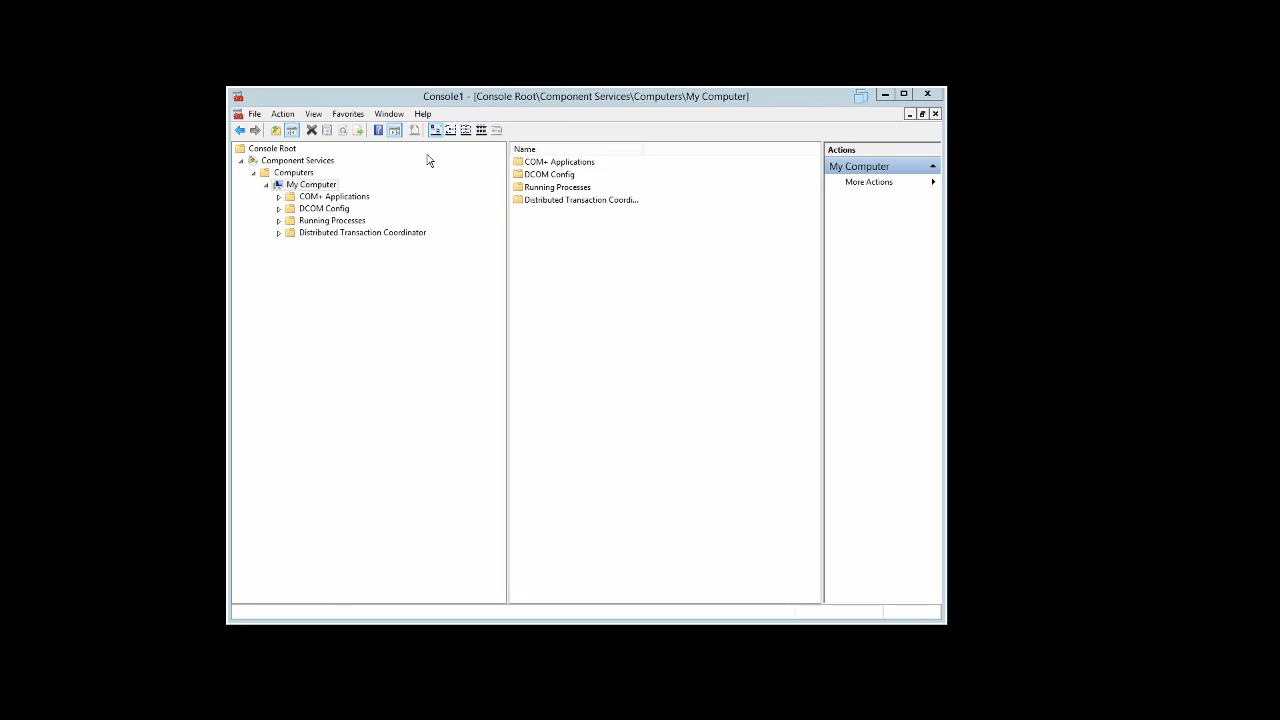 Console1 - [Console Root\Component Services\Computers\My Computer]
File Action View Favorites Window Help
Console Root
Component Services
Computers
My Computer
COM+ Applications
DCOM Config
Running Processes
Distributed Transaction Coordinator
Name
COM+ Applications
DCOM Config
Running Processes
Distributed Transaction Coordi...
Actions
My Computer
More Actions